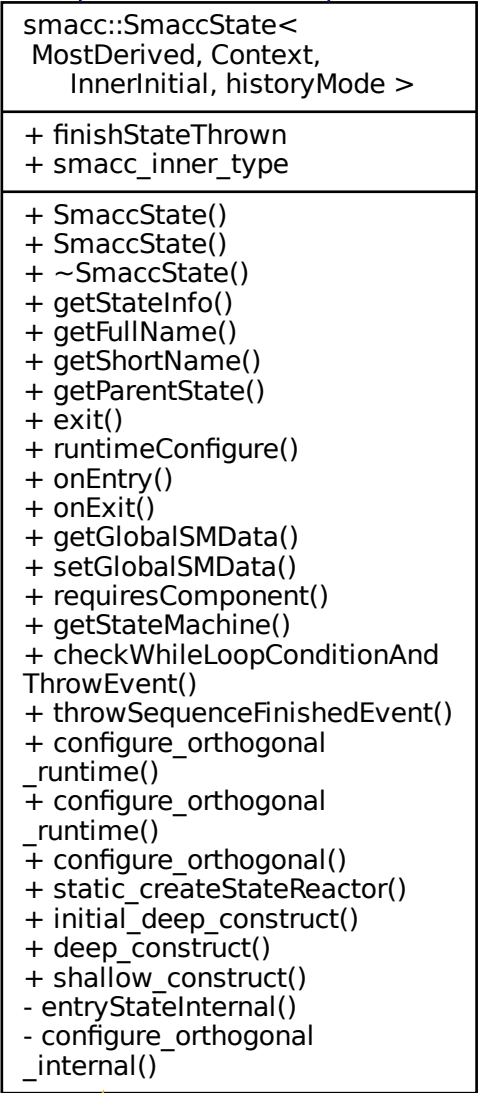 smacc::SmaccState<
MostDerived, Context,
InnerInitial, historyMode >
+ finishStateThrown
+ smacc_inner_type
+ SmaccState()
+ SmaccState()
+ ~SmaccState()
+ getStateInfo()
+ getFullName()
+ getShortName()
+ getParentState()
+ exit()
+ runtimeConfigure()
+ onEntry()
+ onExit()
+ getGlobalSMData()
+ setGlobalSMData()
+ requiresComponent()
+ getStateMachine()
+ checkWhileLoopConditionAnd
ThrowEvent()
+ throwSequenceFinishedEvent()
+ configure_orthogonal
_runtime()
+ configure_orthogonal
_runtime()
+ configure_orthogonal()
+ static_createStateReactor()
+ initial_deep_construct()
+ deep_construct()
+ shallow_construct()
- entryStateInternal()
- configure_orthogonal
_internal()